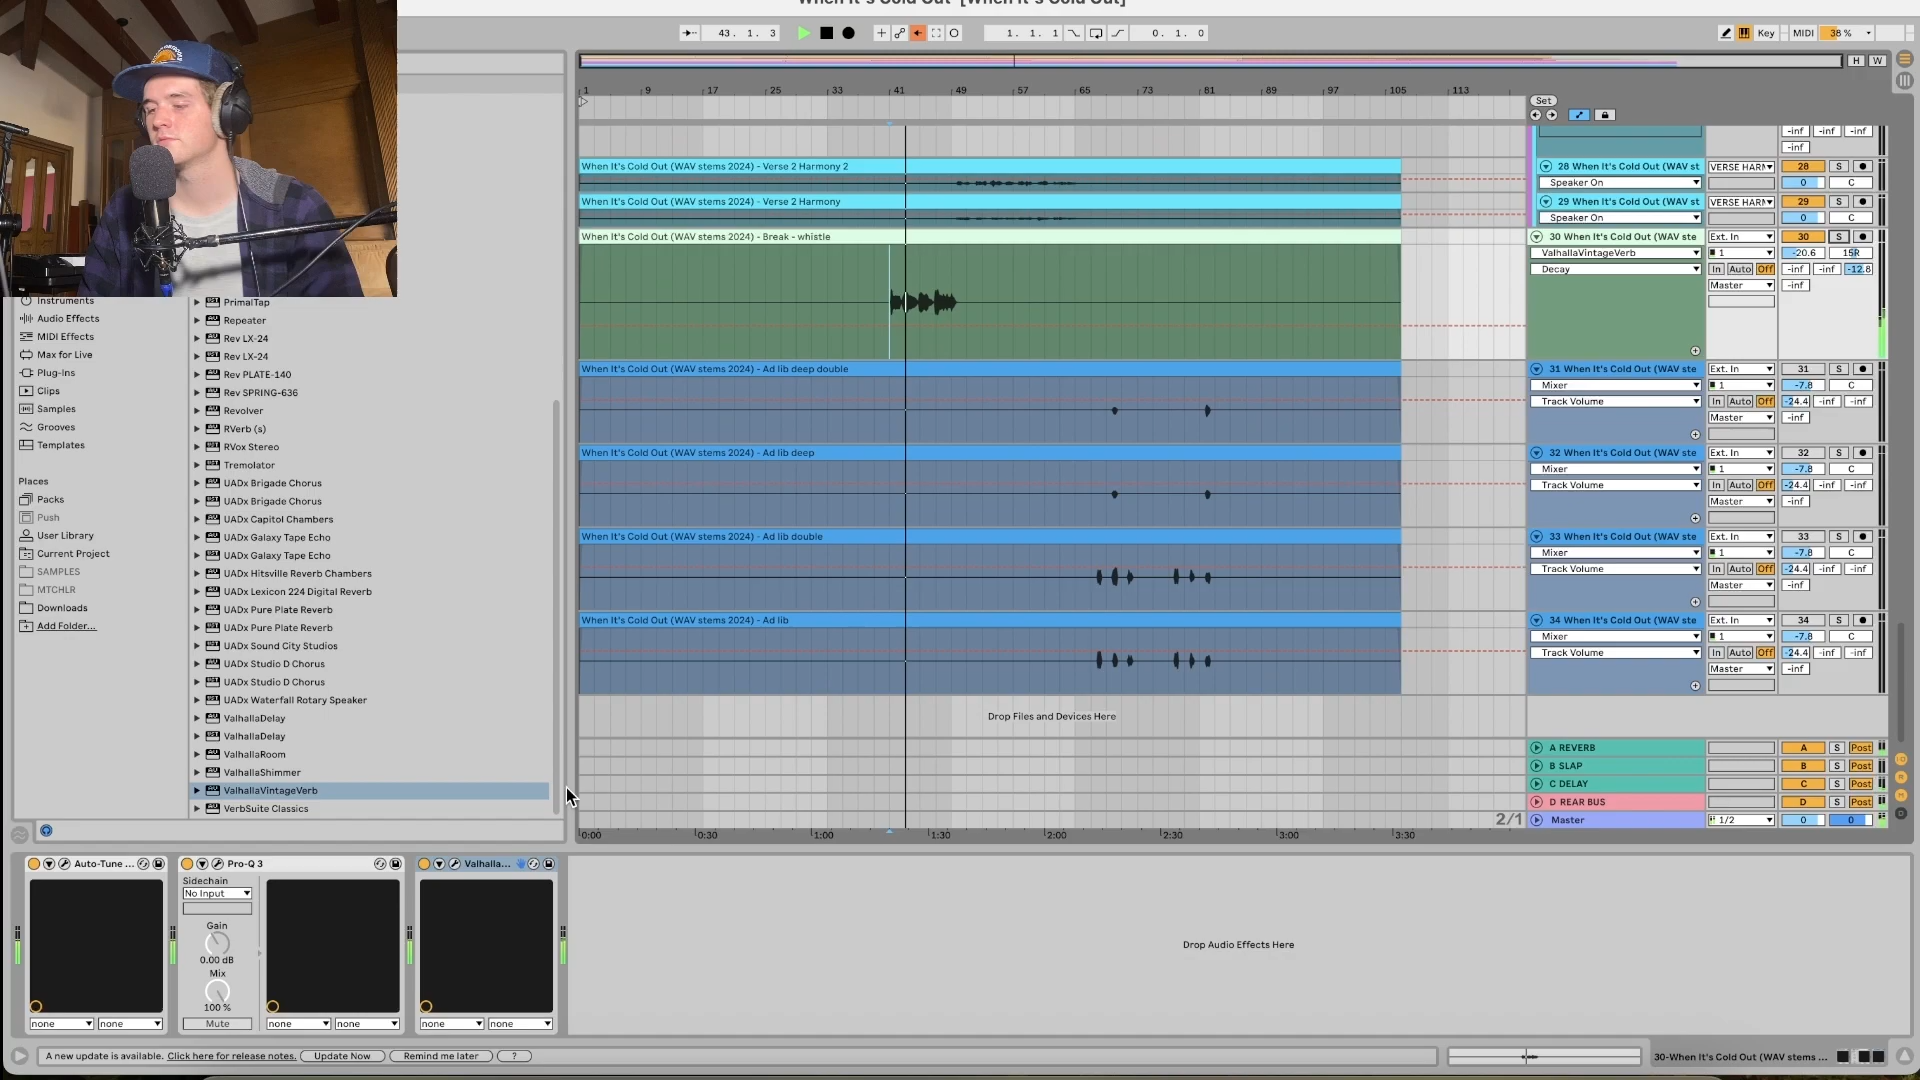 When It's Cold Out [When It's Cold Out]
43. 1. 3
1. 1. 1
0. 1. 0
Key
MIDI
38 %
H
W
1 9 17 25 33 41 49 57 65 73 81 89 97 105 113
Set
-inf -inf -inf
-inf
When It's Cold Out (WAV stems 2024) - Verse 2 Harmony 2
28 When It's Cold Out (WAV st
28 S
Speaker On
0 C
When It's Cold Out (WAV stems 2024) - Verse 2 Harmony
29 When It's Cold Out (WAV st
29 S
Speaker On
0 C
When It's Cold Out (WAV stems 2024) - Break - whistle
30 When It's Cold Out (WAV ste
Ext. In
30 S
ValhallaVintageVerb
1
-20.6 15R
Decay
In Auto Off
-inf -inf -12.8
Master
-inf
When It's Cold Out (WAV stems 2024) - Ad lib deep double
31 When It's Cold Out (WAV ste
Ext. In
31 S
Mixer
1
-7.8 C
Track Volume
In Auto Off
-24.4 -inf -inf
Master
-inf
When It's Cold Out (WAV stems 2024) - Ad lib deep
32 When It's Cold Out (WAV ste
Ext. In
32 S
Mixer
1
-7.8 C
Track Volume
In Auto Off
-24.4 -inf -inf
Master
-inf
When It's Cold Out (WAV stems 2024) - Ad lib double
33 When It's Cold Out (WAV ste
Ext. In
33 S
Mixer
1
-7.8 C
Track Volume
In Auto Off
-24.4 -inf -inf
Master
-inf
When It's Cold Out (WAV stems 2024) - Ad lib
34 When It's Cold Out (WAV ste
Ext. In
34 S
Mixer
1
-7.8 C
Track Volume
In Auto Off
-24.4 -inf -inf
Master
-inf
Drop Files and Devices Here
A REVERB
A S Post
B SLAP
B S Post
C DELAY
C S Post
D REAR BUS
D S Post
2/1
Master
1/2
0 0
0:00 0:30 1:00 1:30 2:00 2:30 3:00 3:30
Instruments
Audio Effects
MIDI Effects
Max for Live
Plug-Ins
Clips
Samples
Grooves
Templates
Places
Packs
Push
User Library
Current Project
SAMPLES
MTCHLR
Downloads
Add Folder...
PrimalTap
Repeater
Rev LX-24
Rev LX-24
Rev PLATE-140
Rev SPRING-636
Revolver
RVerb (s)
RVox Stereo
Tremolator
UADx Brigade Chorus
UADx Brigade Chorus
UADx Capitol Chambers
UADx Galaxy Tape Echo
UADx Galaxy Tape Echo
UADx Hitsville Reverb Chambers
UADx Lexicon 224 Digital Reverb
UADx Pure Plate Reverb
UADx Pure Plate Reverb
UADx Sound City Studios
UADx Studio D Chorus
UADx Studio D Chorus
UADx Waterfall Rotary Speaker
ValhallaDelay
ValhallaDelay
ValhallaRoom
ValhallaShimmer
ValhallaVintageVerb
VerbSuite Classics
Auto-Tune ...
none none
Pro-Q 3
Sidechain
No Input
Gain
0.00 dB
Mix
100 %
Mute
none none
Valhalla...
none none
Drop Audio Effects Here
A new update is available. Click here for release notes.
Update Now
Remind me later
?
30-When It's Cold Out (WAV stems ...